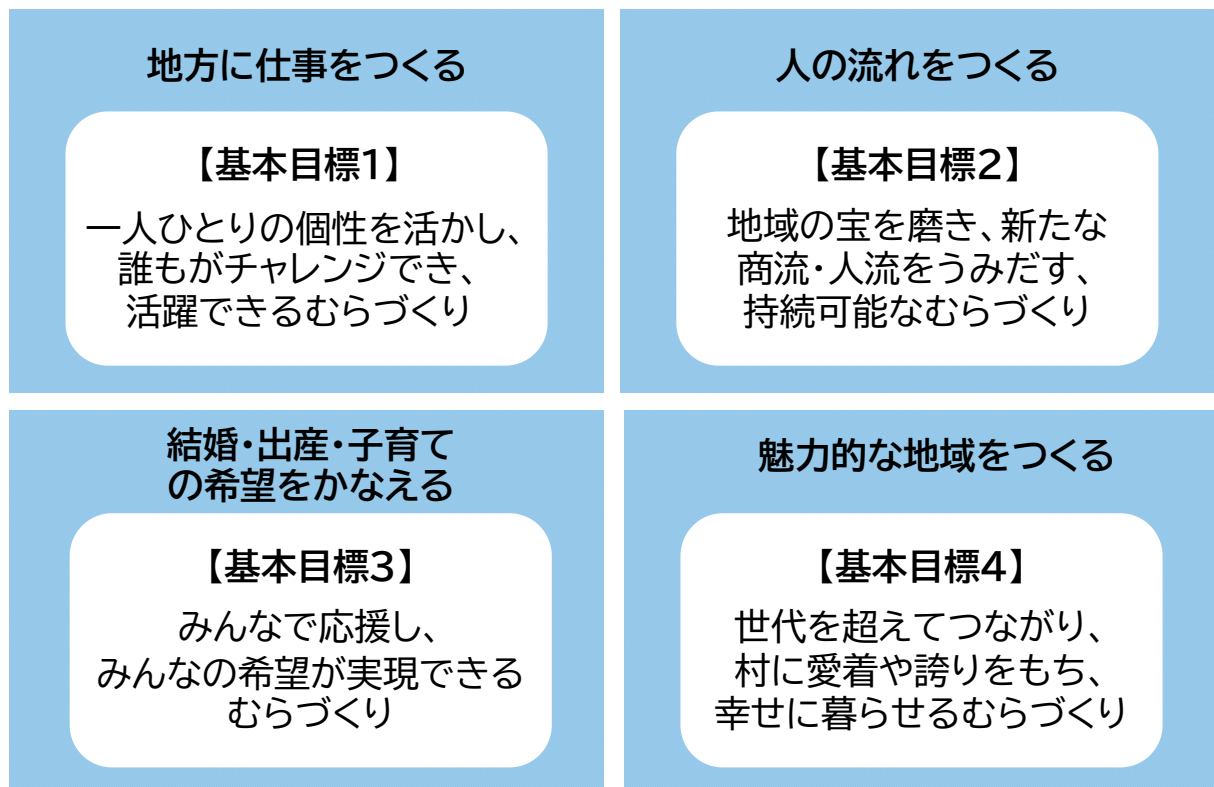 地方に仕事をつくる
【基本目標1】
一人ひとりの個性を活かし、
誰もがチャレンジでき、
活躍できるむらづくり
人の流れをつくる
【基本目標2】
地域の宝を磨き、新たな
商流・人流をうみだす、
持続可能なむらづくり
結婚・出産・子育て
の希望をかなえる
【基本目標3】
みんなで応援し、
みんなの希望が実現できる
むらづくり
魅力的な地域をつくる
【基本目標4】
世代を超えてつながり、
村に愛着や誇りをもち、
幸せに暮らせるむらづくり